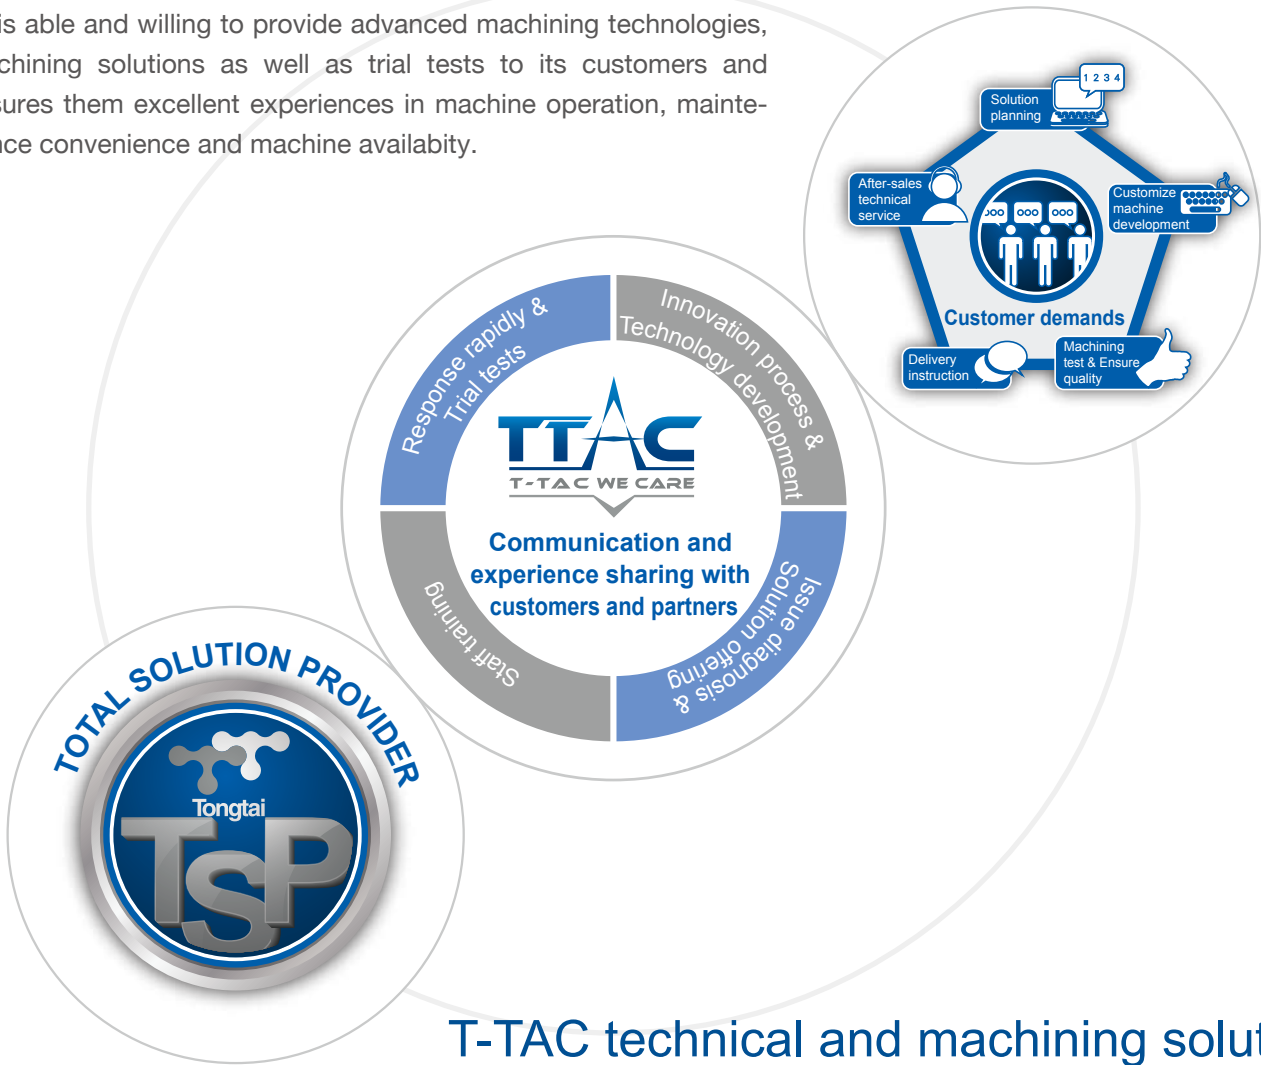 is able and willing to provide advanced machining technologies,
chining solutions as well as trial tests to its customers and
sures them excellent experiences in machine operation, mainte-
nce convenience and machine availabity.
1 2 3 4
Solution
planning
After-sales
technical
service
Customize
machine
development
ooo ooo ooo
Customer demands
Delivery
instruction
Machining
test & Ensure
quality
Response rapidly &
Trial tests
Innovation process &
Technology development
TTAC
T-TAC WE CARE
Communication and
experience sharing with
customers and partners
Staff training
Issue diagnosis &
Solution offering
TOTAL SOLUTION PROVIDER
Tongtai
TSP
T-TAC technical and machining solut